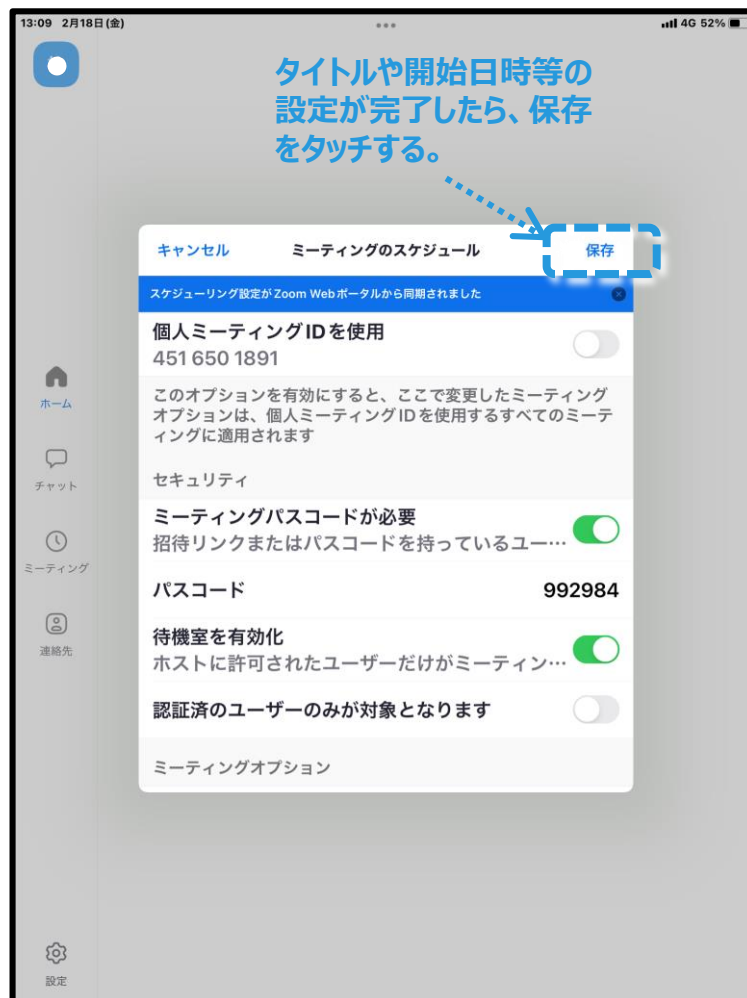 13:09 2月18日(金)
4G 52%
タイトルや開始日時等の
設定が完了したら、保存
をタッチする。
キャンセル
ミーティングのスケジュール
保存
スケジューリング設定がZoom Webポータルから同期されました
個人ミーティングIDを使用
451 650 1891
このオプションを有効にすると、ここで変更したミーティング
オプションは、個人ミーティングIDを使用するすべてのミーテ
ィングに適用されます
セキュリティ
ミーティングパスコードが必要
招待リンクまたはパスコードを持っているユー…
パスコード
992984
待機室を有効化
ホストに許可されたユーザーだけがミーティン…
認証済のユーザーのみが対象となります
ミーティングオプション
ホーム
チャット
ミーティング
連絡先
設定